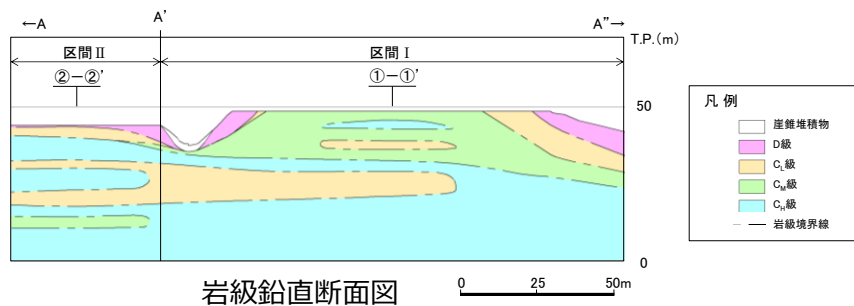 ←A
A'
A"→
T.P.(m)
区間Ⅱ
区間Ⅰ
②-②'
①-①'
50
0
凡 例
崖錐堆積物
D級
CL級
CM級
CH級
岩級境界線
岩級鉛直断面図
0
25
50m